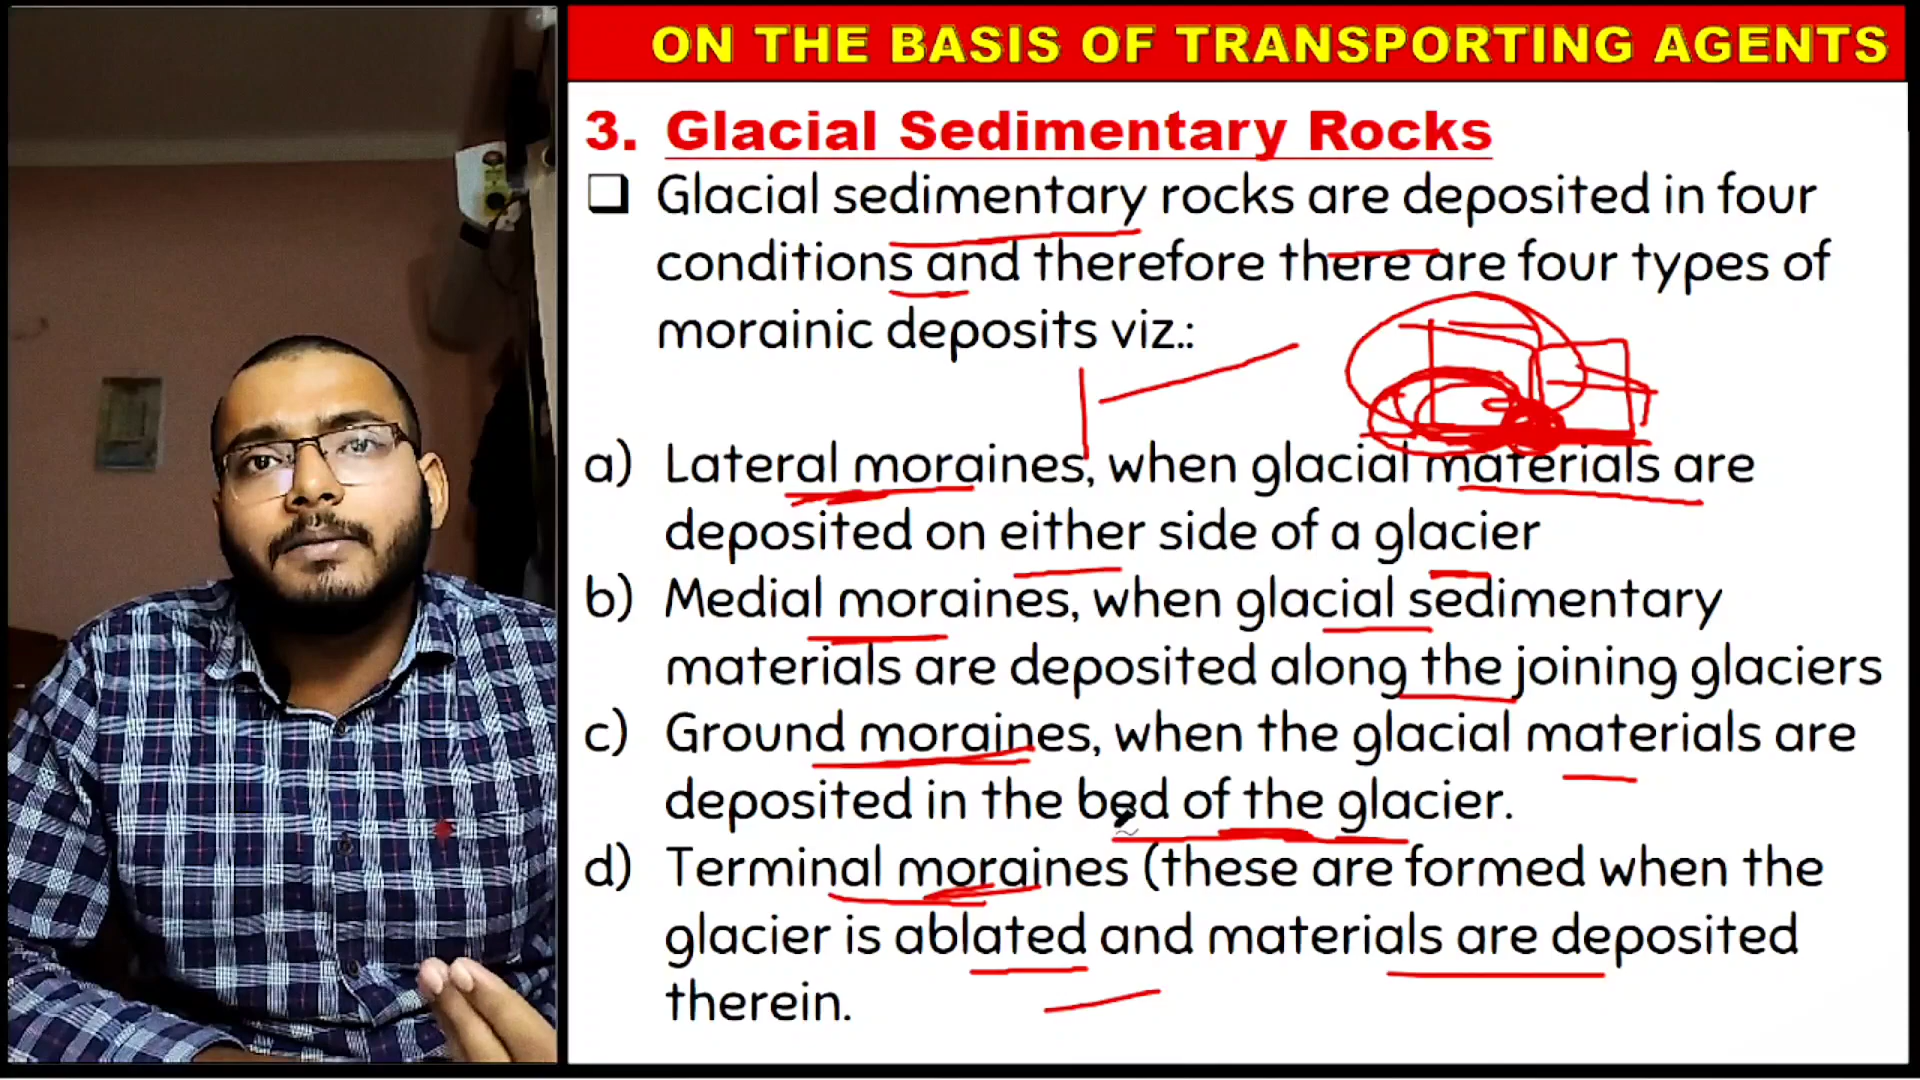 ON THE BASIS OF TRANSPORTING AGENTS
3. Glacial Sedimentary Rocks
❑ Glacial sedimentary rocks are deposited in four
conditions and therefore there are four types of
morainic deposits viz.:
a) Lateral moraines, when glacial materials are
deposited on either side of a glacier
b) Medial moraines, when glacial sedimentary
materials are deposited along the joining glaciers
c) Ground moraines, when the glacial materials are
deposited in the bed of the glacier.
d) Terminal moraines (these are formed when the
glacier is ablated and materials are deposited
therein.